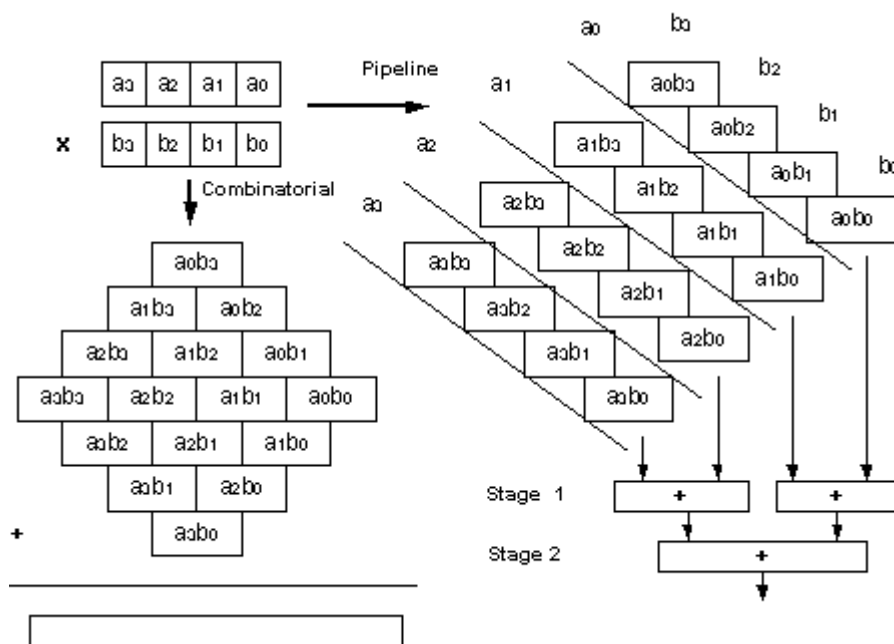 a3 a2 a1 a0
x b3 b2 b1 b0
Pipeline
Combinatorial
a0b3
a1b3 a0b2
a2b3 a1b2 a0b1
a3b3 a2b2 a1b1 a0b0
a3b2 a2b1 a1b0
a3b1 a2b0
+ a3b0
a0 b3
b2
b1
b0
a0b3
a0b2
a0b1
a0b0
a1
a1b3
a1b2
a1b1
a1b0
a2
a2b3
a2b2
a2b1
a2b0
a3
a3b3
a3b2
a3b1
a3b0
Stage 1 + +
Stage 2 +